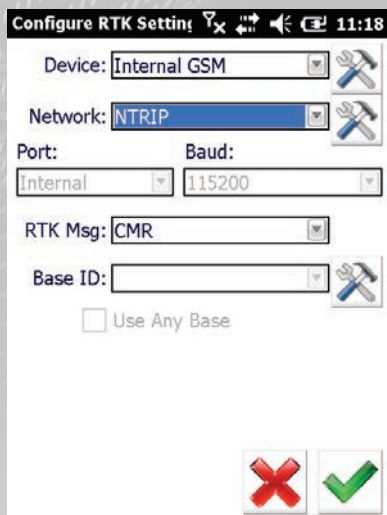 Configure RTK Setting 11:18
Device: Internal GSM
Network: NTRIP
Port: Baud:
Internal 115200
RTK Msg: CMR
Base ID:
Use Any Base